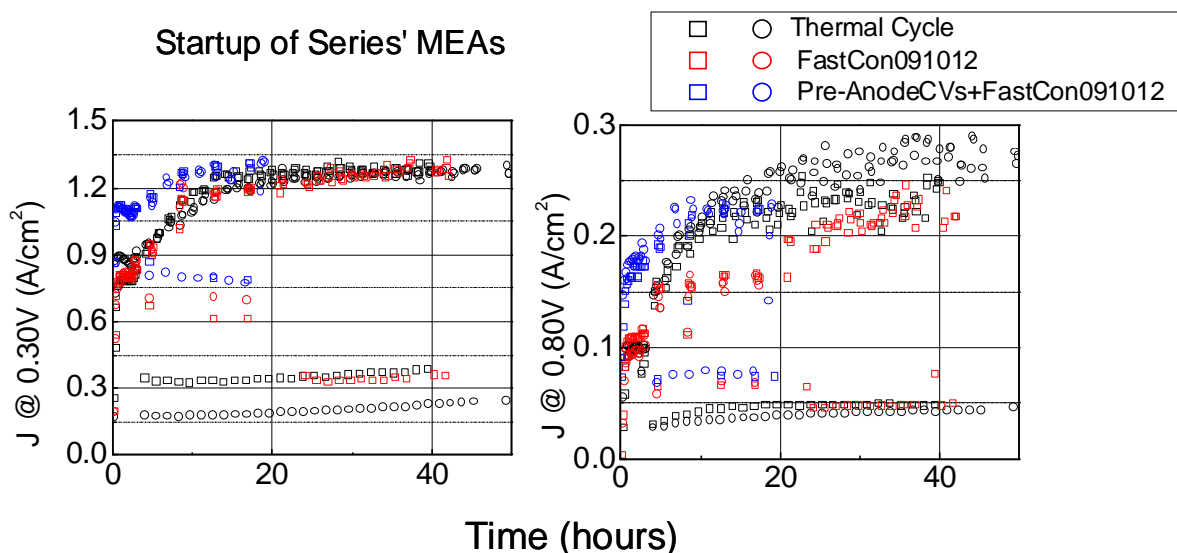 Startup of Series' MEAs
Thermal Cycle
FastCon091012
Pre-AnodeCVs+FastCon091012
J @ 0.30V (A/cm²)
1.5
1.2
0.9
0.6
0.3
0.0
0
20
40
J @ 0.80V (A/cm²)
0.3
0.2
0.1
0.0
0
20
40
Time (hours)